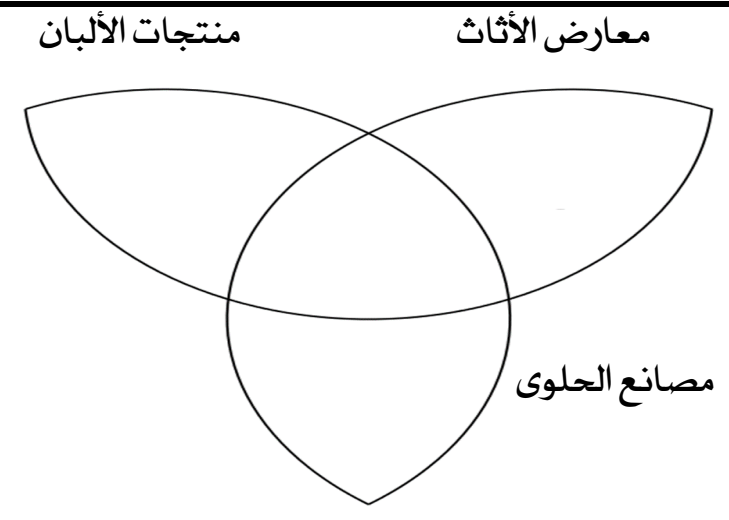 معارض الأثاث
منتجات الألبان
مصانع الحلوى